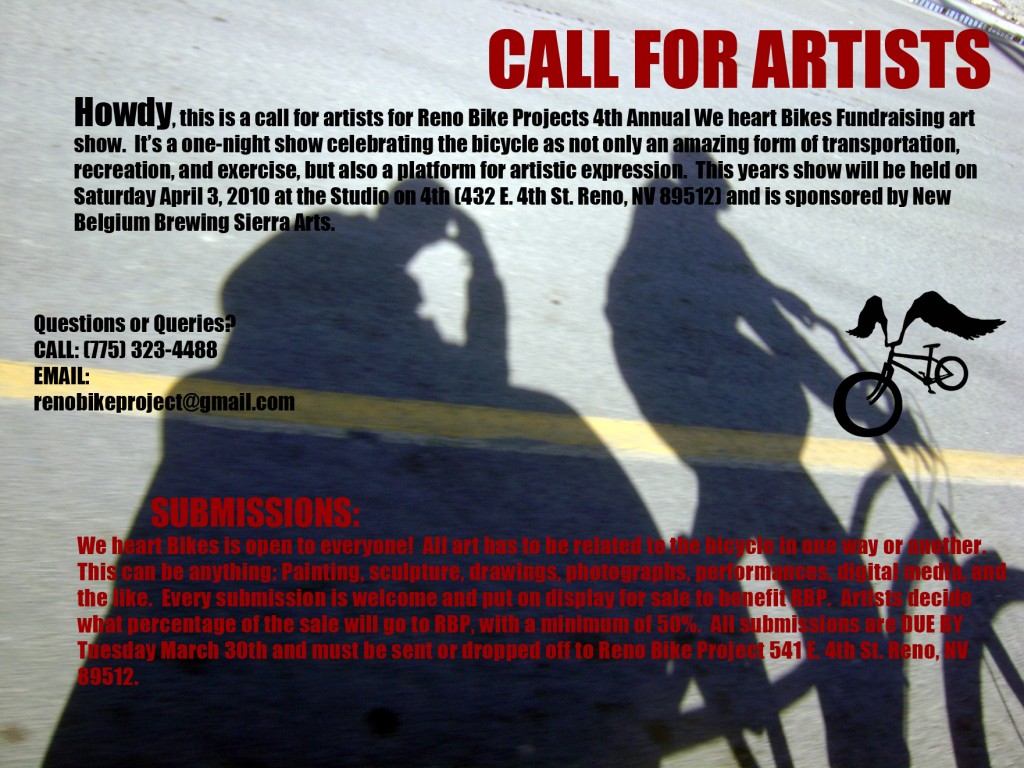 CALL FOR ARTISTS
Howdy, this is a call for artists for Reno Bike Projects 4th Annual We heart Bikes Fundraising art
show.  It's a one-night show celebrating the bicycle as not only an amazing form of transportation,
recreation, and exercise, but also a platform for artistic expression.  This years show will be held on
Saturday April 3, 2010 at the Studio on 4th (432 E. 4th St. Reno, NV 89512) and is sponsored by New
Belgium Brewing Sierra Arts.
Questions or Queries?
CALL: (775) 323-4488
EMAIL:
renobikeproject@gmail.com
SUBMISSIONS:
We heart Bikes is open to everyone!  All art has to be related to the bicycle in one way or another.
This can be anything: Painting, sculpture, drawings, photographs, performances, digital media, and
the like.  Every submission is welcome and put on display for sale to benefit RBP.  Artists decide
what percentage of the sale will go to RBP, with a minimum of 50%.  All submissions are DUE BY
Tuesday March 30th and must be sent or dropped off to Reno Bike Project 541 E. 4th St. Reno, NV
89512.